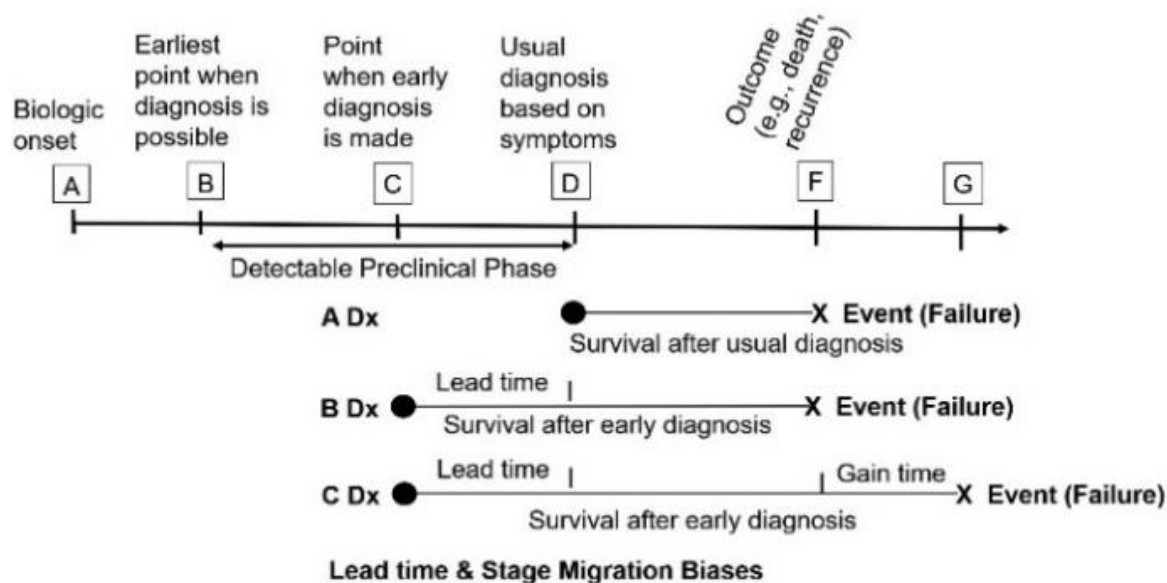 Biologic
onset
Earliest
point when
diagnosis is
possible
Point
when early
diagnosis
is made
Usual
diagnosis
based on
symptoms
Outcome
(e.g., death,
recurrence)
A
B
C
D
F
G
Detectable Preclinical Phase
A Dx
X Event (Failure)
Survival after usual diagnosis
Lead time
B Dx
X Event (Failure)
Survival after early diagnosis
Lead time
Gain time
C Dx
X Event (Failure)
Survival after early diagnosis
Lead time & Stage Migration Biases